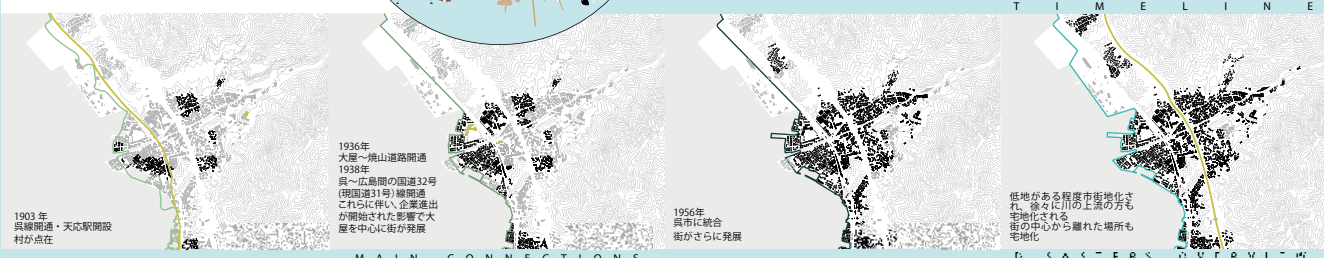 TIMELINE
1903 年
呉線開通・天応駅開設
村が点在
1936年
大屋〜焼山道路開通
1938年
呉〜広島間の国道32号
(現国道31号)線開通
これらに伴い、企業進出
が開始された影響で大
屋を中心に街が発展
1956年
呉市に統合
街がさらに発展
低地がある程度市街地化さ
れ、徐々に川の上流の方も
宅地化される
街の中心から離れた場所も
宅地化
MAIN CONNECTIONS